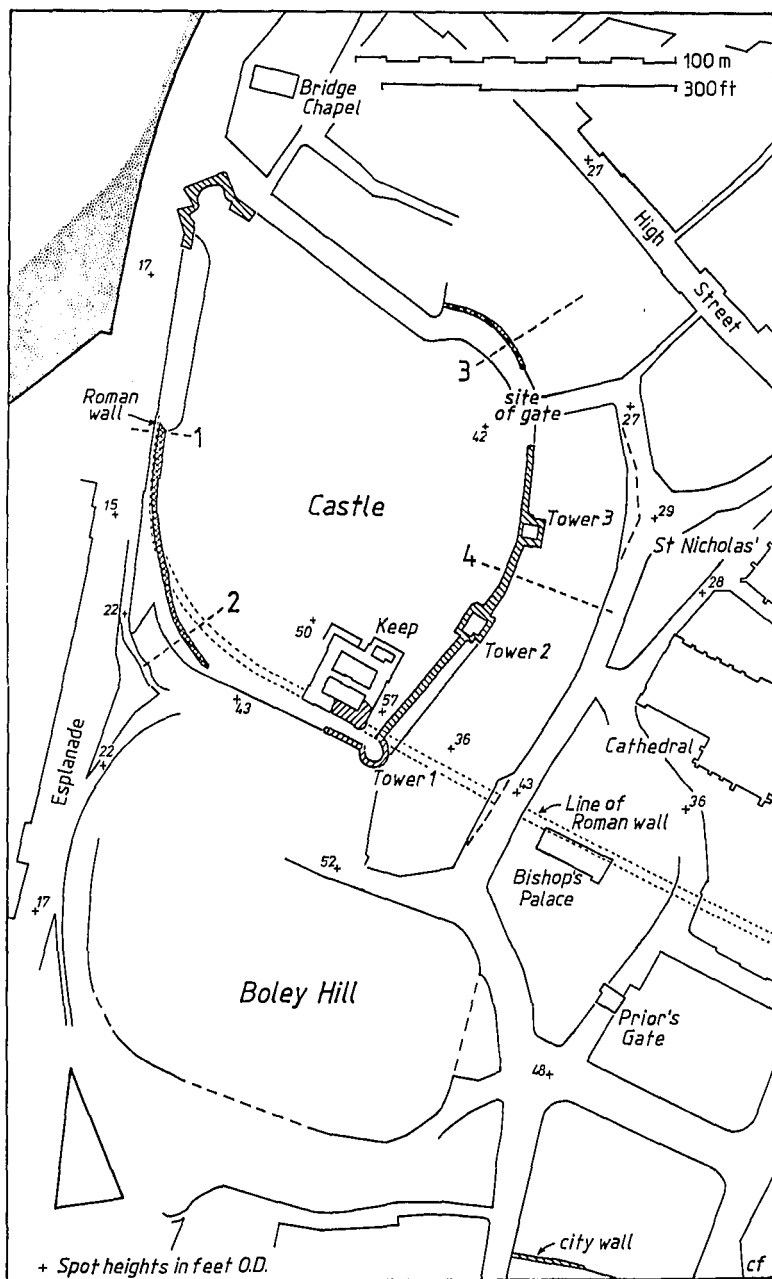 100 m
300 ft
Bridge
Chapel
+27
High
Street
17+
3
Roman
wall
site
of gate
1
42+
+27
15+
Castle
Tower 3
+29
St Nicholas'
4
28+
22+
2
50+
Keep
Tower 2
57+
+43
+36
Cathedral
Esplanade
22+
Tower 1
+43
Line of
Roman wall
+36
52+
Bishop's
Palace
+17
Boley Hill
Prior's
Gate
48+
city wall
+ Spot heights in feet O.D.
cf